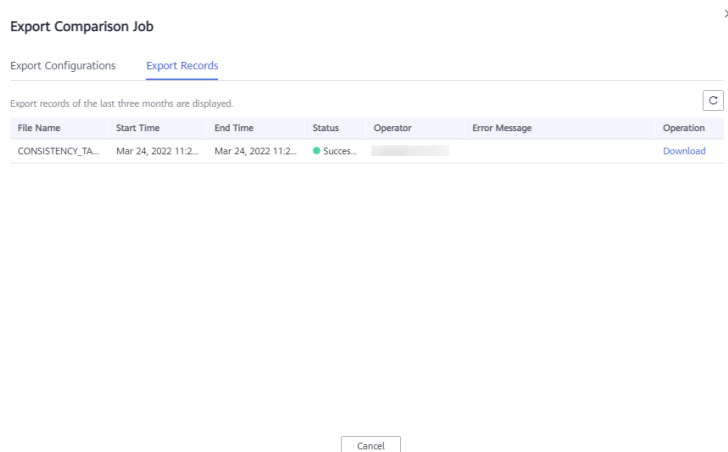 Export Comparison Job
Export Configurations Export Records
Export records of the last three months are displayed.
File Name Start Time End Time Status Operator Error Message Operation
CONSISTENCY_TA... Mar 24, 2022 11:2... Mar 24, 2022 11:2... Succes... Download
Cancel